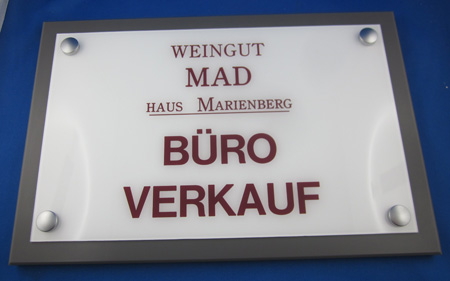 WEINGUT
MAD
HAUS MARIENBERG
BÜRO
VERKAUF